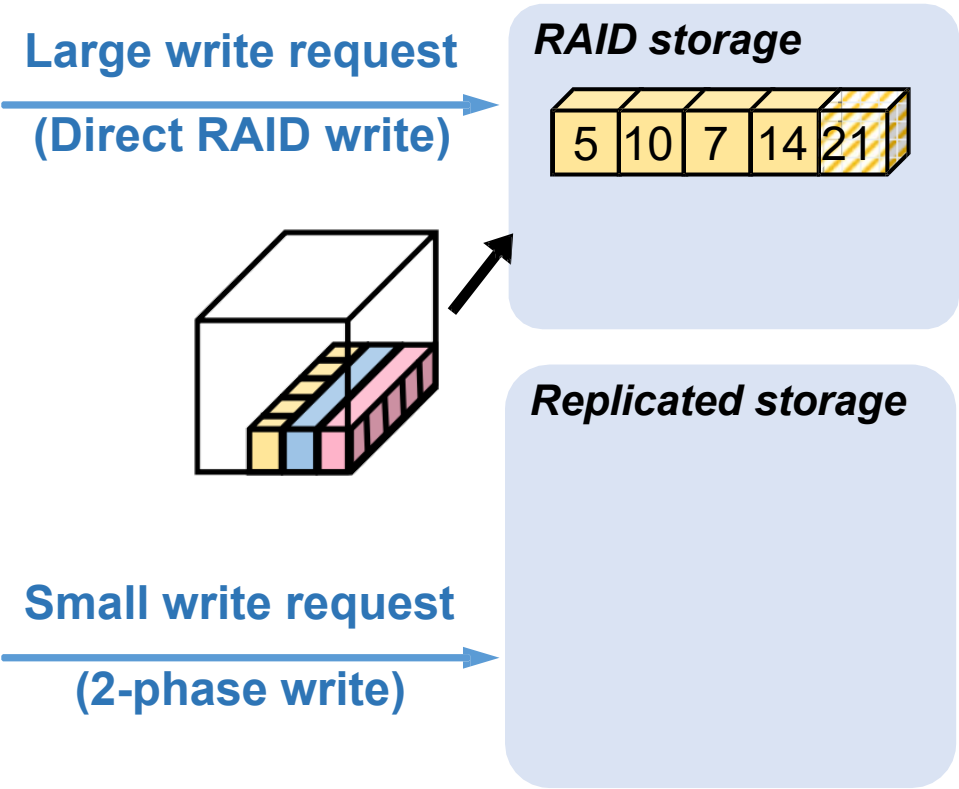 Large write request
(Direct RAID write)
RAID storage
5 10 7 14 21
Replicated storage
Small write request
(2-phase write)